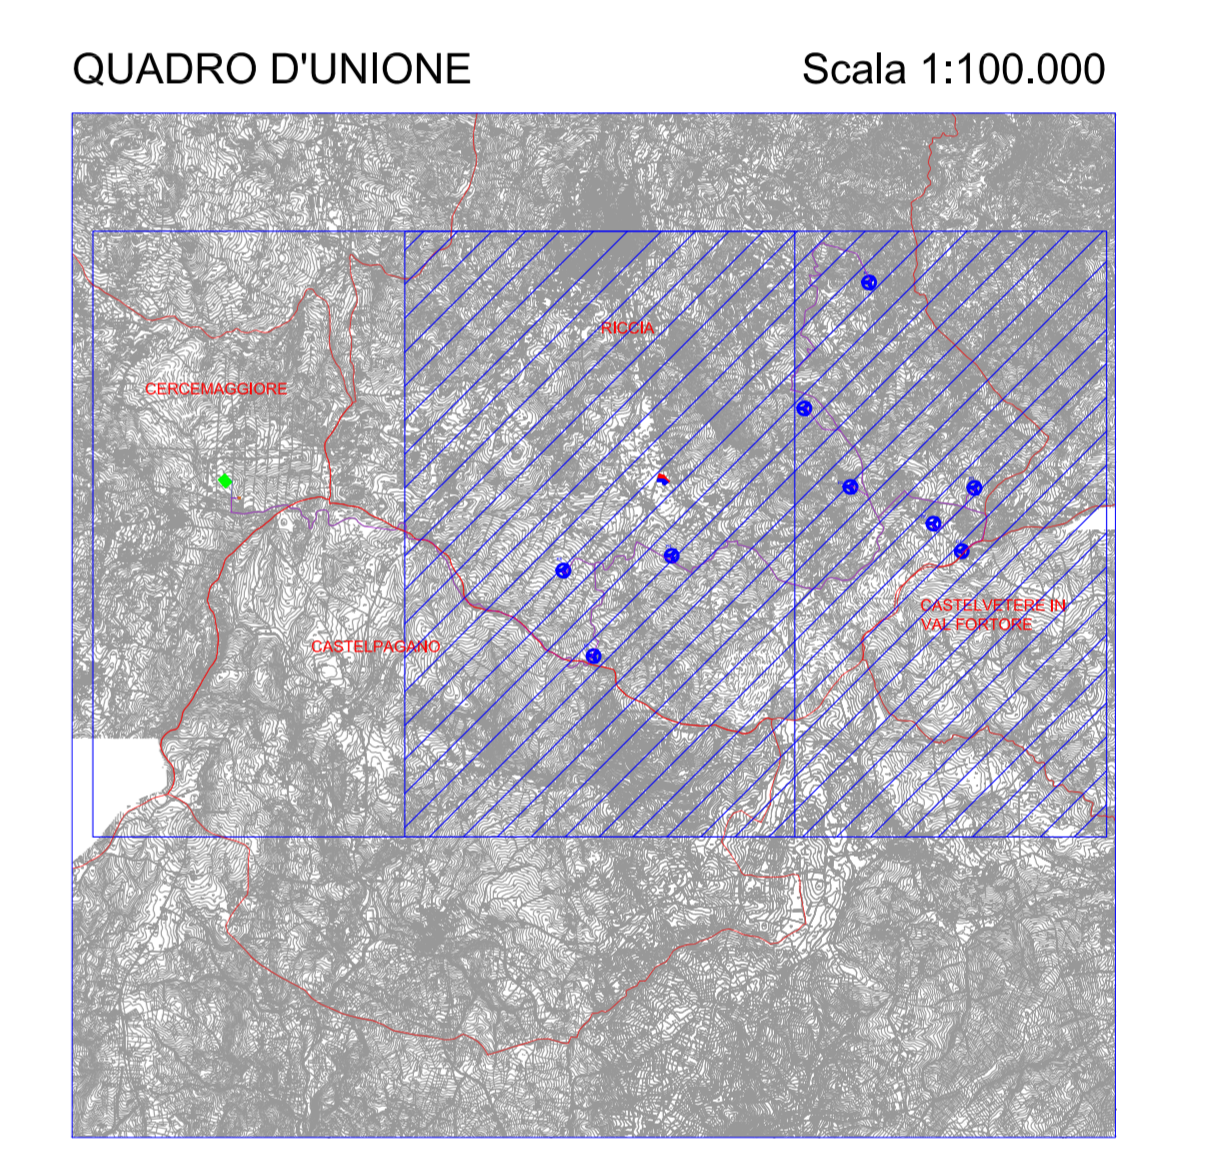 QUADRO D'UNIONE
Scala 1:100.000
RICCIA
CERCEMAGGIORE
CASTELVETERE IN
VAL FORTORE
CASTELPAGANO